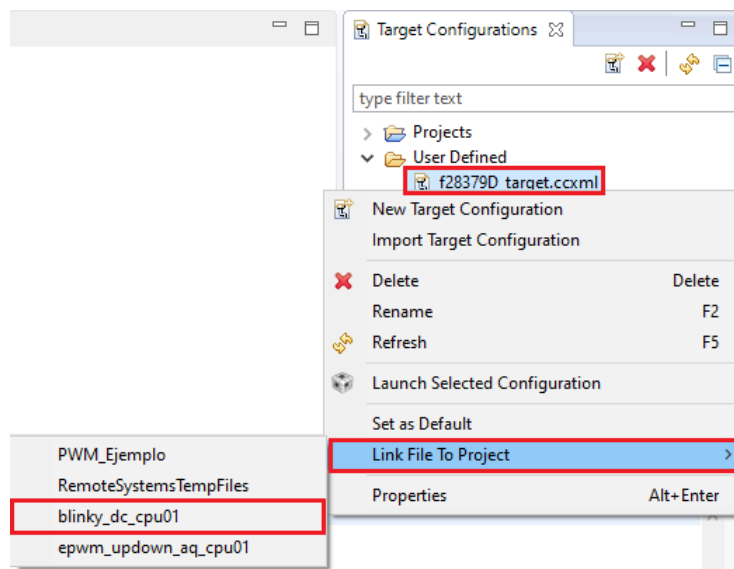 Target Configurations
type filter text
Projects
User Defined
f28379D_target.ccxml
New Target Configuration
Import Target Configuration
Delete Delete
Rename F2
Refresh F5
Launch Selected Configuration
Set as Default
Link File To Project
Properties Alt+Enter
PWM_Ejemplo
RemoteSystemsTempFiles
blinky_dc_cpu01
epwm_updown_aq_cpu01